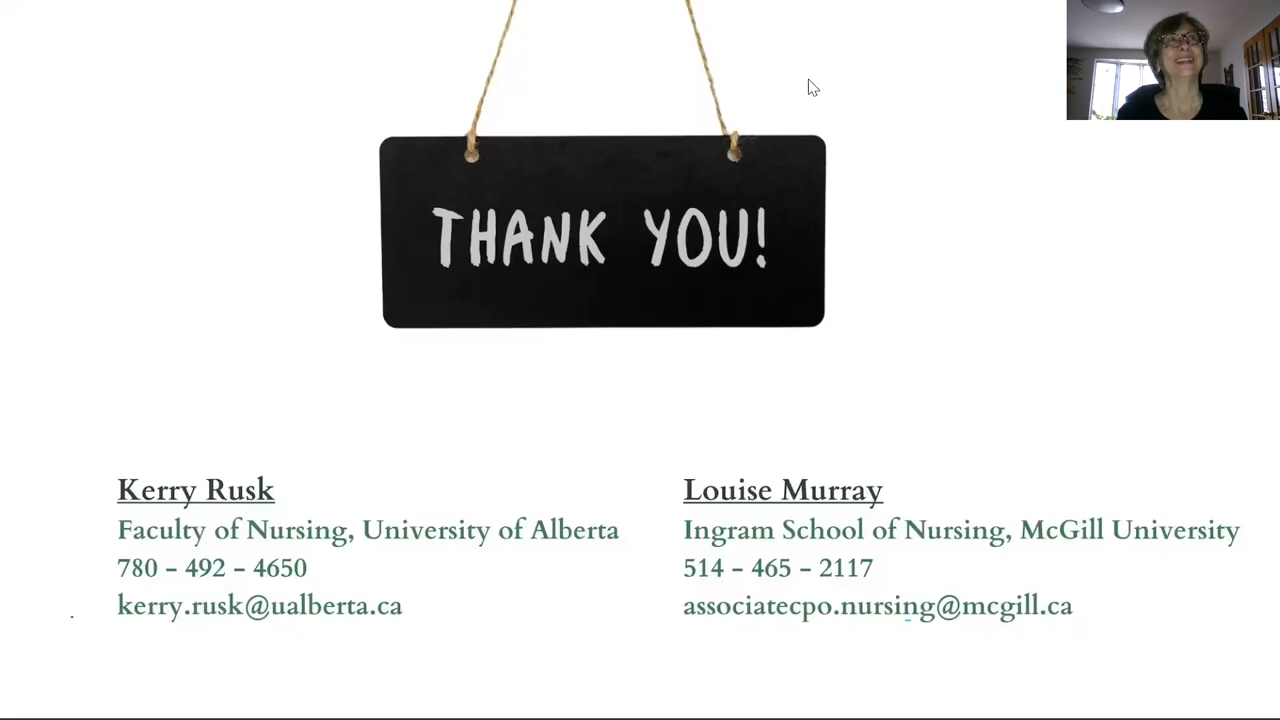 THANK YOU!
Kerry Rusk
Faculty of Nursing, University of Alberta
780 - 492 - 4650
kerry.rusk@ualberta.ca
Louise Murray
Ingram School of Nursing, McGill University
514 - 465 - 2117
associatecpo.nursing@mcgill.ca